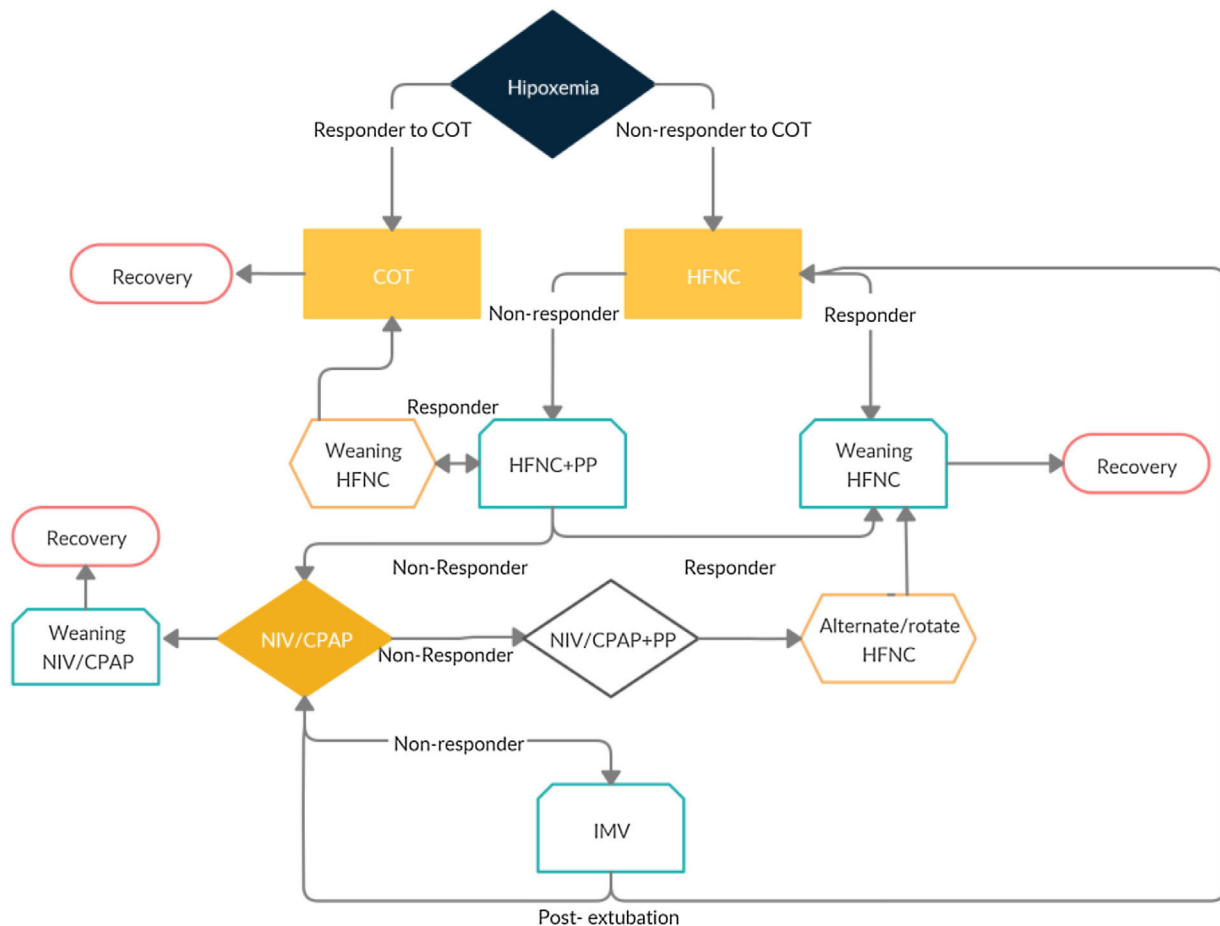 Hipoxemia
Responder to COT
Non-responder to COT
Recovery
COT
HFNC
Non-responder
Responder
Responder
Weaning
HFNC
HFNC+PP
Weaning
HFNC
Recovery
Recovery
Non-Responder
Responder
Weaning
NIV/CPAP
NIV/CPAP
Non-Responder
NIV/CPAP+PP
Alternate/rotate
HFNC
Non-responder
IMV
Post- extubation